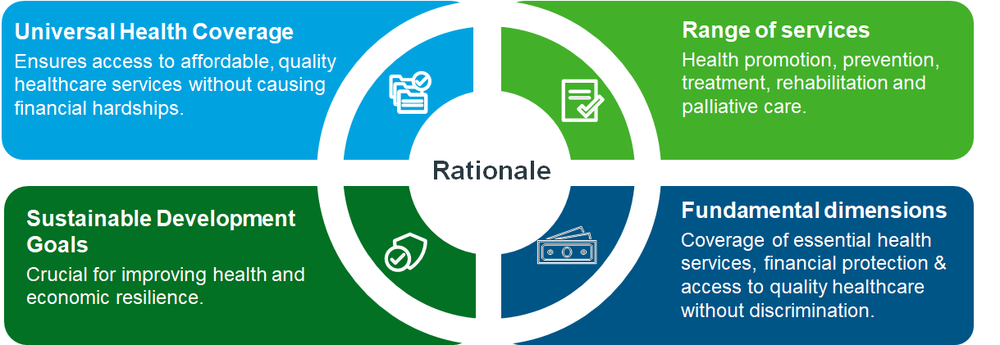 Universal Health Coverage
Ensures access to affordable, quality
healthcare services without causing
financial hardships.
Range of services
Health promotion, prevention,
treatment, rehabilitation and
palliative care.
Rationale
Sustainable Development
Goals
Crucial for improving health and
economic resilience.
Fundamental dimensions
Coverage of essential health
services, financial protection &
access to quality healthcare
without discrimination.